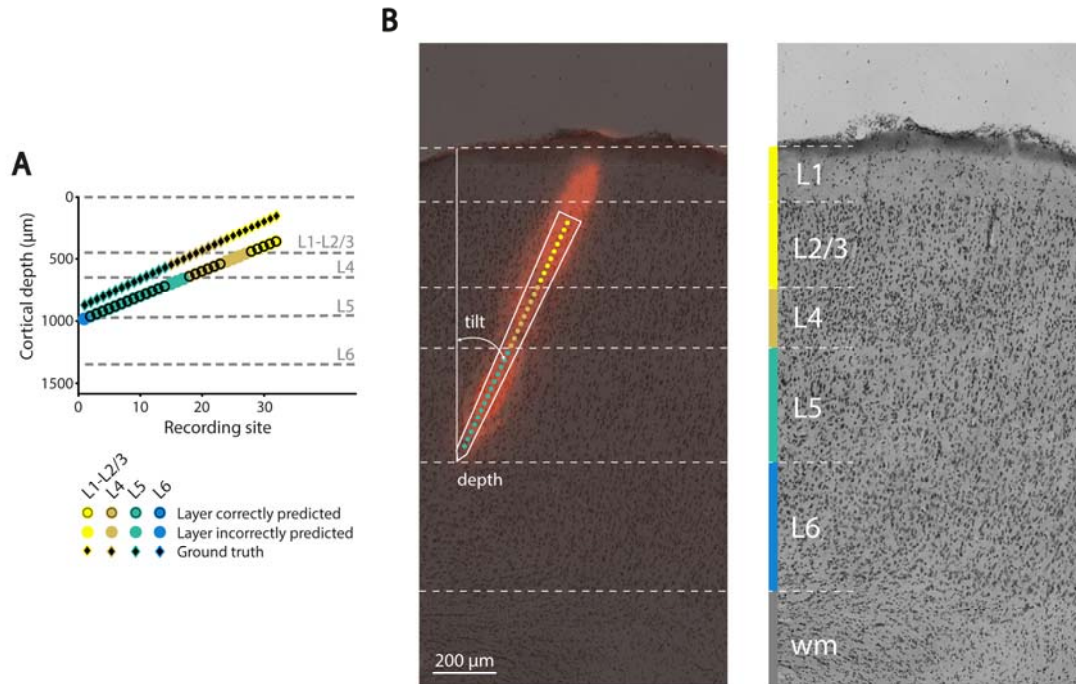 B
A
Cortical depth (μm)
0
500
1000
1500
L1-L2/3
L4
L5
L6
0
10
20
30
Recording site
L1-L2/3
L4
L5
L6
Layer correctly predicted
Layer incorrectly predicted
Ground truth
tilt
depth
200 μm
L1
L2/3
L4
L5
L6
wm